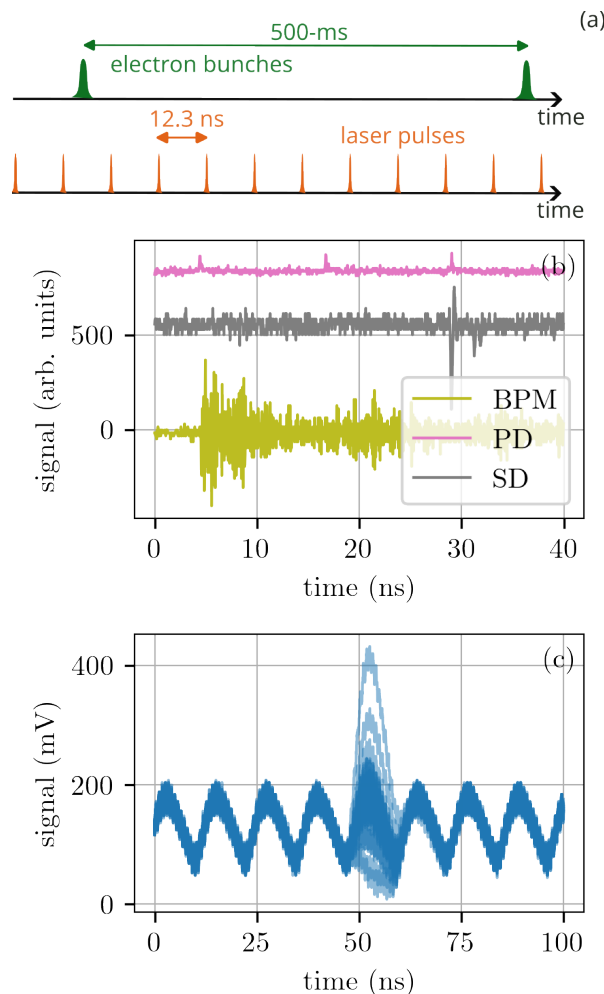 (a)
500-ms
electron bunches
time
12.3 ns
laser pulses
time
(b)
500
0
signal (arb. units)
BPM
PD
SD
0 10 20 30 40
time (ns)
(c)
400
200
0
signal (mV)
0 25 50 75 100
time (ns)